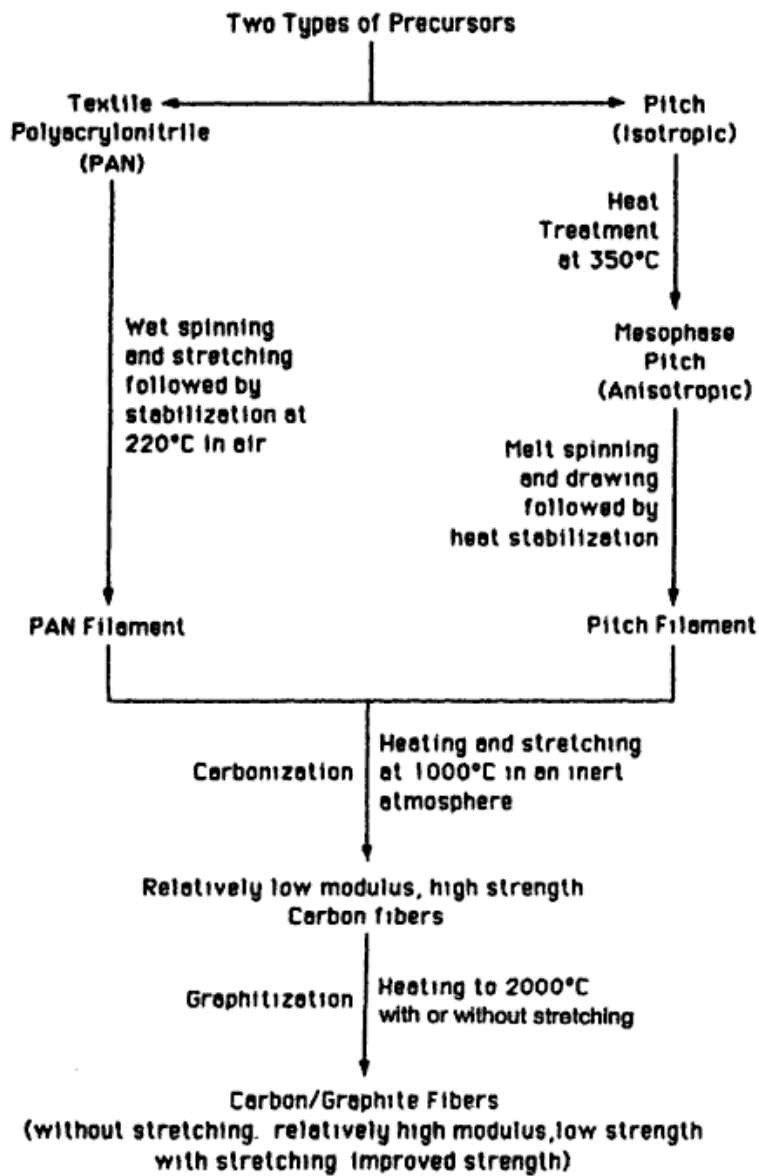 Two Types of Precursors
Textile
Polyacrylonitrile
(PAN)
Pitch
(Isotropic)
Heat
Treatment
at 350°C
Wet spinning
and stretching
followed by
stabilization at
220°C in air
Mesophase
Pitch
(Anisotropic)
Melt spinning
and drawing
followed by
heat stabilization
PAN Filament
Pitch Filament
Carbonization
Heating and stretching
at 1000°C in an inert
atmosphere
Relatively low modulus, high strength
Carbon fibers
Graphitization
Heating to 2000°C
with or without stretching
Carbon/Graphite Fibers
(without stretching. relatively high modulus,low strength
with stretching improved strength)